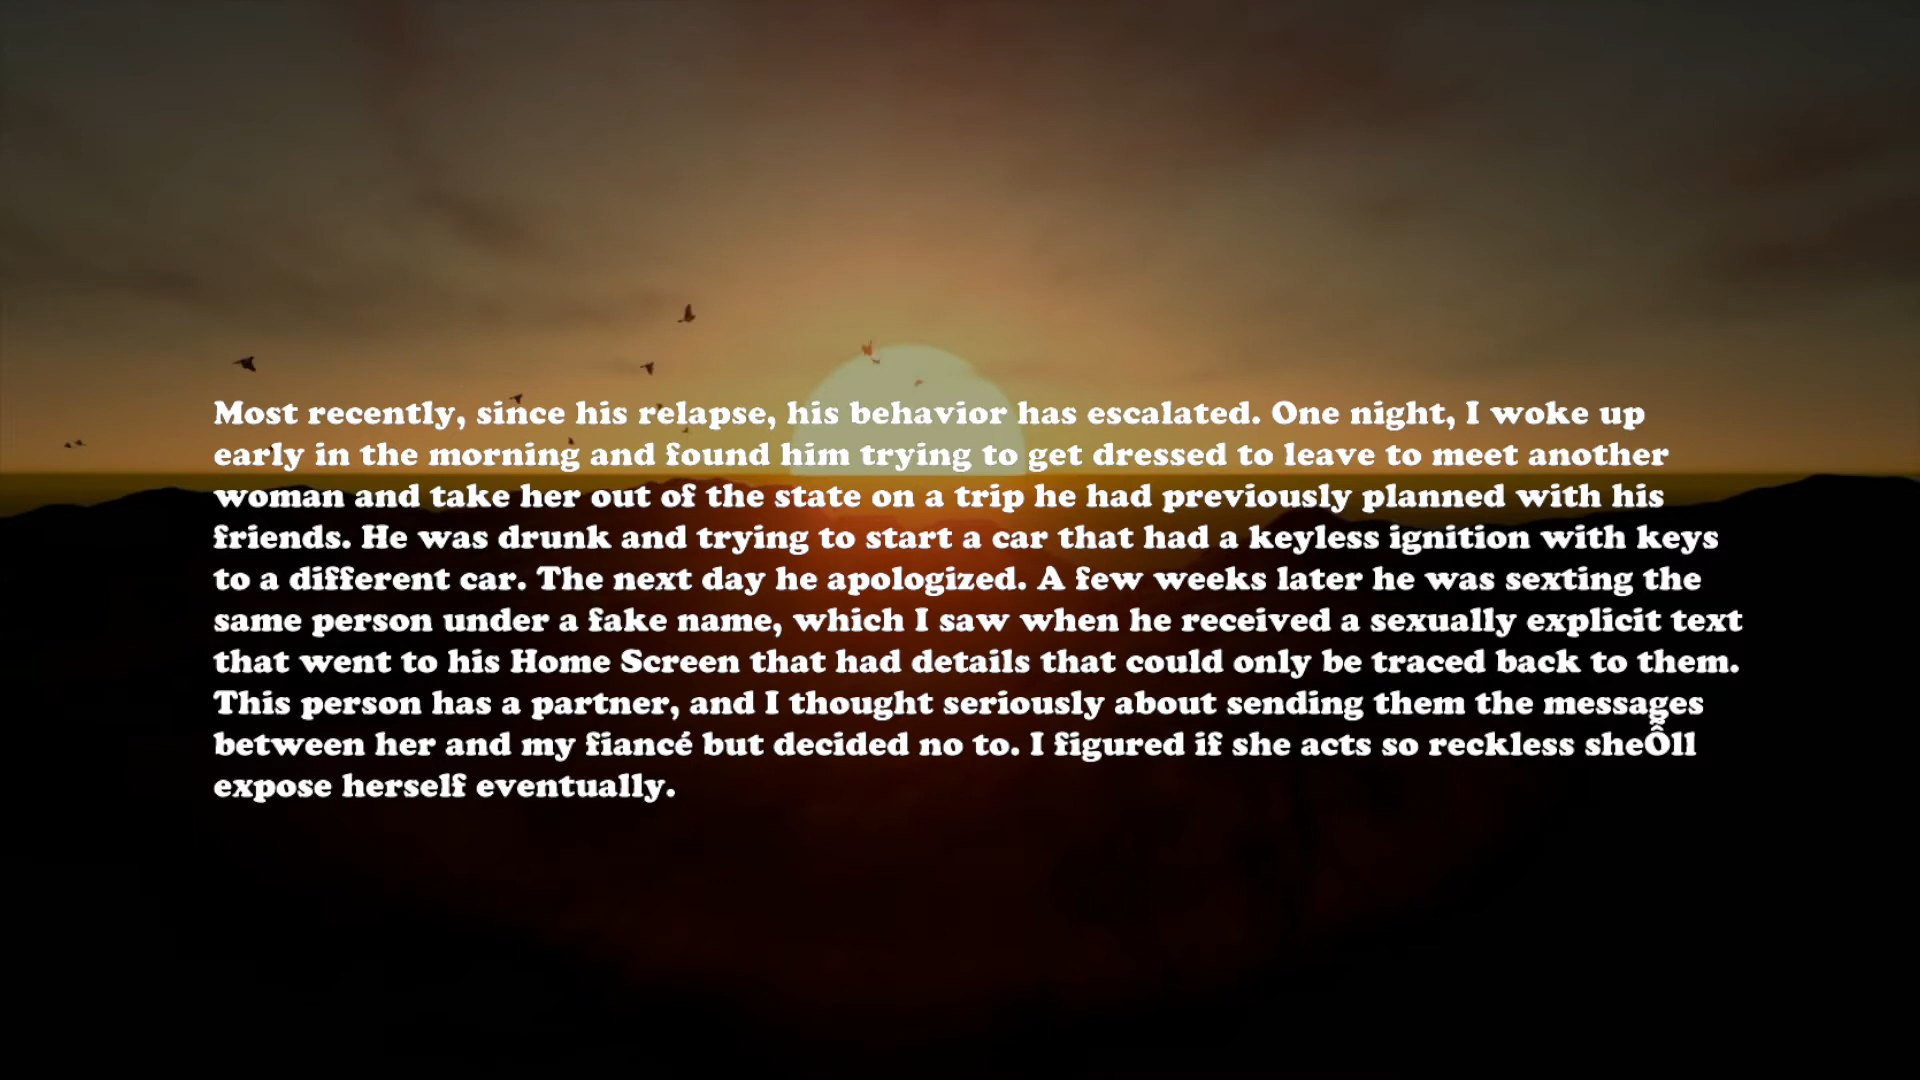 Most recently, since his relapse, his behavior has escalated. One night, I woke up
early in the morning and found him trying to get dressed to leave to meet another
woman and take her out of the state on a trip he had previously planned with his
friends. He was drunk and trying to start a car that had a keyless ignition with keys
to a different car. The next day he apologized. A few weeks later he was sexting the
same person under a fake name, which I saw when he received a sexually explicit text
that went to his Home Screen that had details that could only be traced back to them.
This person has a partner, and I thought seriously about sending them the messages
between her and my fiancé but decided no to. I figured if she acts so reckless sheỖll
expose herself eventually.